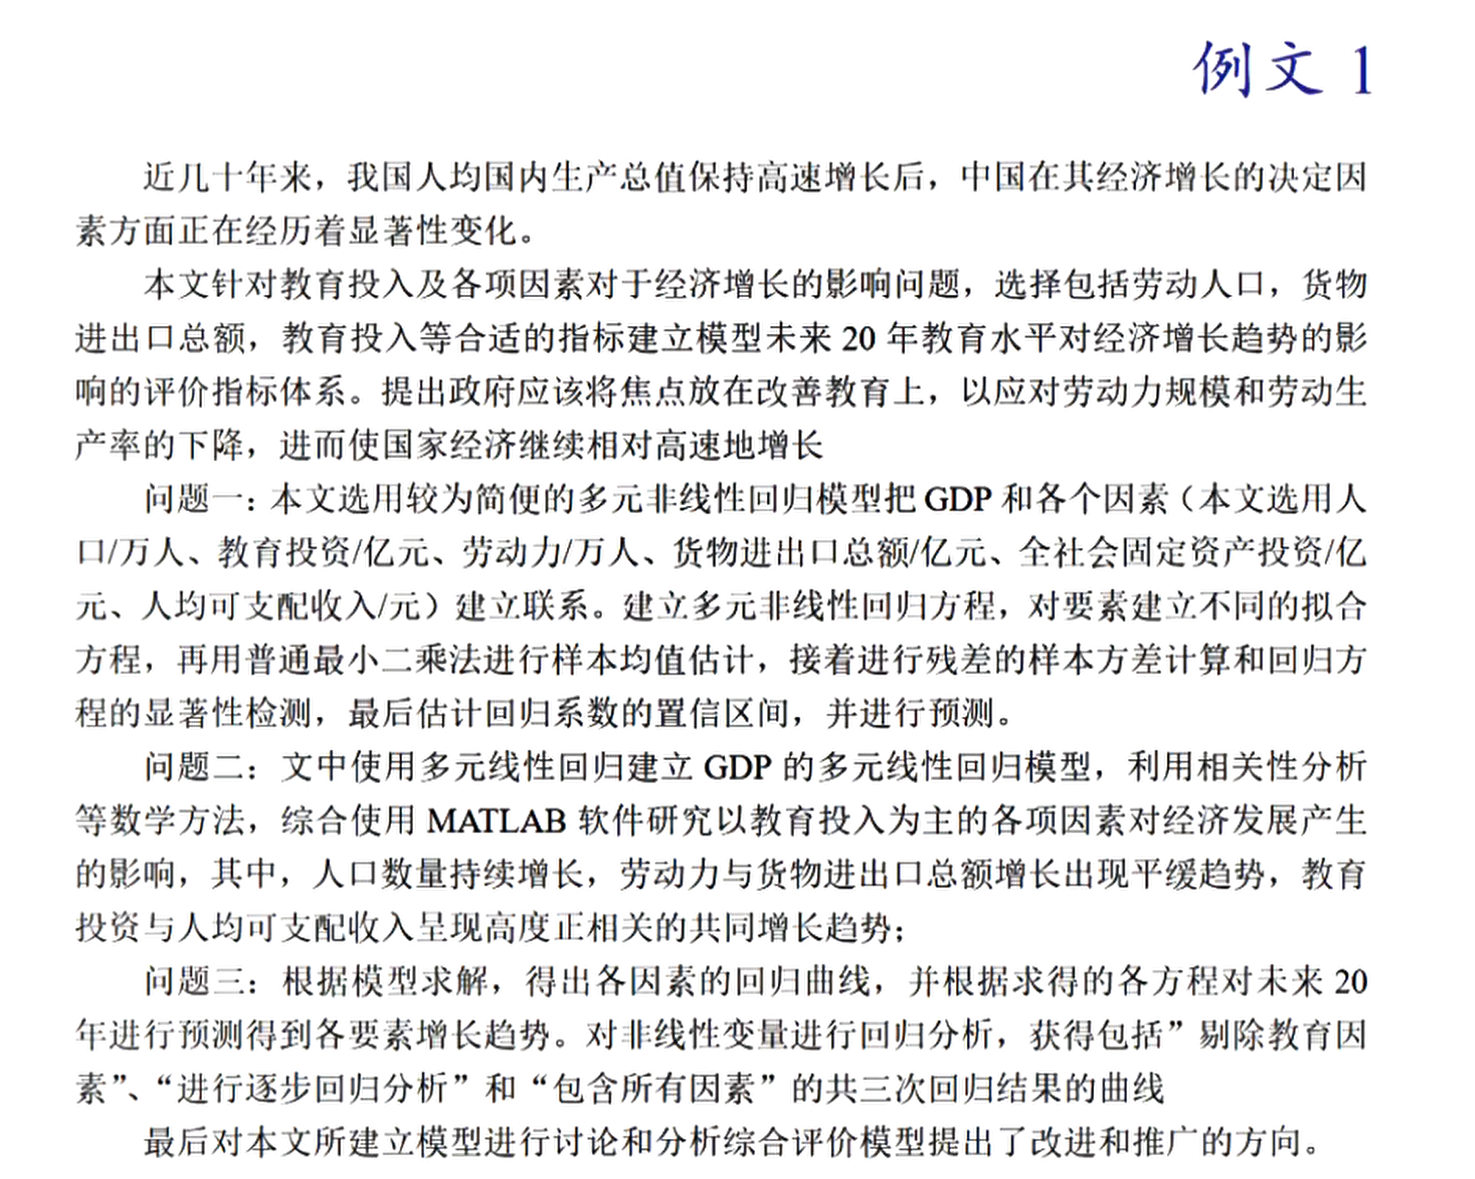 例文 1
近几十年来，我国人均国内生产总值保持高速增长后，中国在其经济增长的决定因
素方面正在经历着显著性变化。
本文针对教育投入及各项因素对于经济增长的影响问题，选择包括劳动人口，货物
进出口总额，教育投入等合适的指标建立模型未来 20 年教育水平对经济增长趋势的影
响的评价指标体系。提出政府应该将焦点放在改善教育上，以应对劳动力规模和劳动生
产率的下降，进而使国家经济继续相对高速地增长
问题一：本文选用较为简便的多元非线性回归模型把 GDP 和各个因素（本文选用人
口/万人、教育投资/亿元、劳动力/万人、货物进出口总额/亿元、全社会固定资产投资/亿
元、人均可支配收入/元）建立联系。建立多元非线性回归方程，对要素建立不同的拟合
方程，再用普通最小二乘法进行样本均值估计，接着进行残差的样本方差计算和回归方
程的显著性检测，最后估计回归系数的置信区间，并进行预测。
问题二：文中使用多元线性回归建立 GDP 的多元线性回归模型，利用相关性分析
等数学方法，综合使用 MATLAB 软件研究以教育投入为主的各项因素对经济发展产生
的影响，其中，人口数量持续增长，劳动力与货物进出口总额增长出现平缓趋势，教育
投资与人均可支配收入呈现高度正相关的共同增长趋势；
问题三：根据模型求解，得出各因素的回归曲线，并根据求得的各方程对未来 20
年进行预测得到各要素增长趋势。对非线性变量进行回归分析，获得包括”剔除教育因
素”、“进行逐步回归分析”和“包含所有因素”的共三次回归结果的曲线
最后对本文所建立模型进行讨论和分析综合评价模型提出了改进和推广的方向。